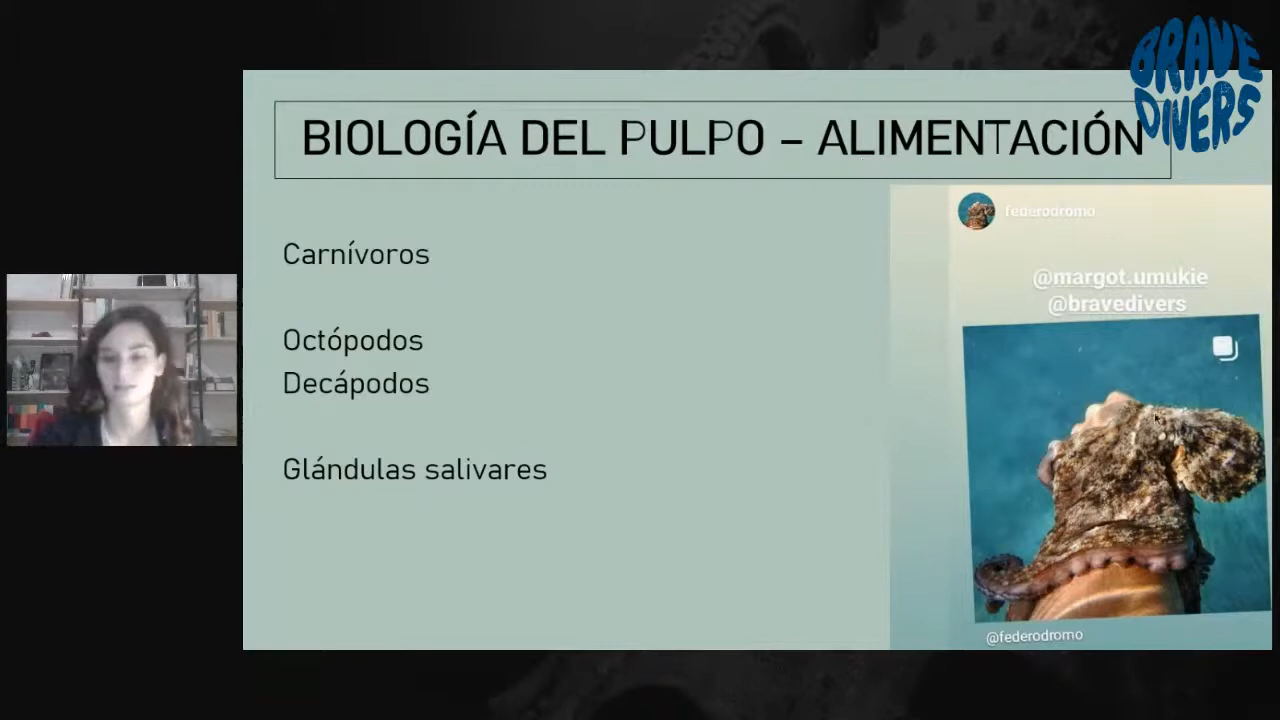 BRAVE
DIVERS
BIOLOGÍA DEL PULPO – ALIMENTACIÓN
Carnívoros
Octópodos
Decápodos
Glándulas salivares
federodromo
@margot.umukie
@bravedivers
@federodromo